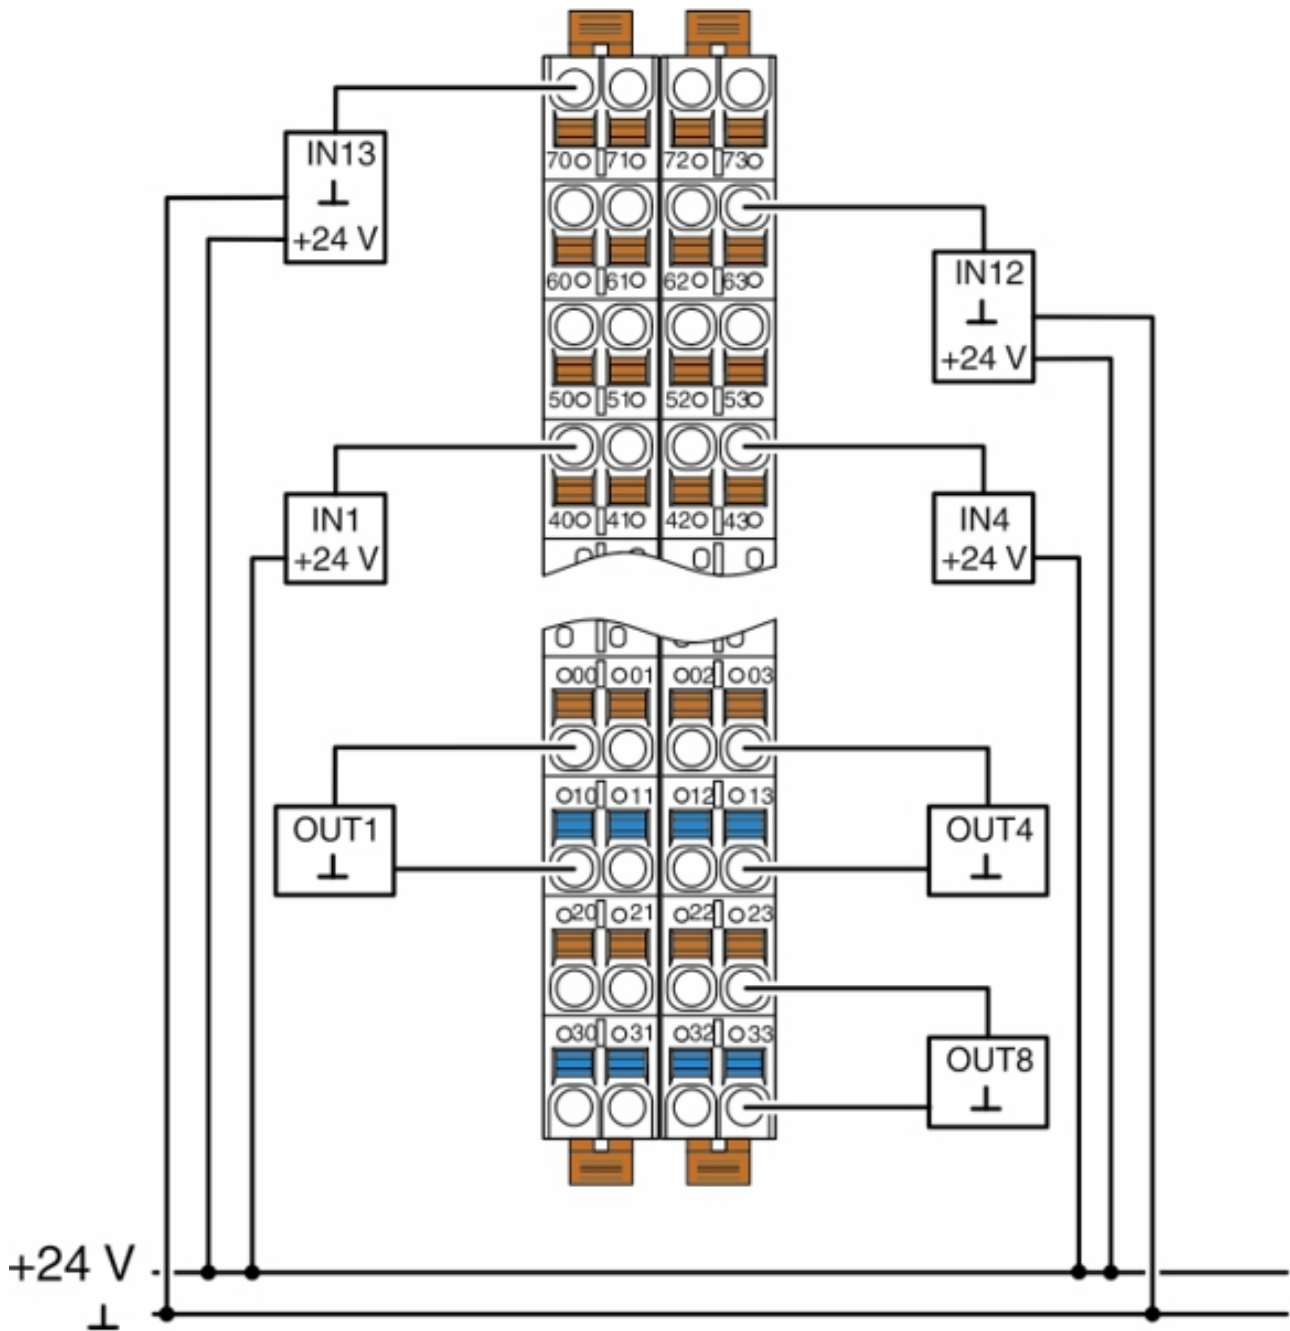 IN13
⊥
+24 V
70 71 72 73
60 61 62 63
IN12
⊥
+24 V
50 51 52 53
IN1
+24 V
40 41 42 43
IN4
+24 V
00 01 02 03
10 11 12 13
OUT1
⊥
OUT4
⊥
20 21 22 23
30 31 32 33
OUT8
⊥
+24 V
⊥